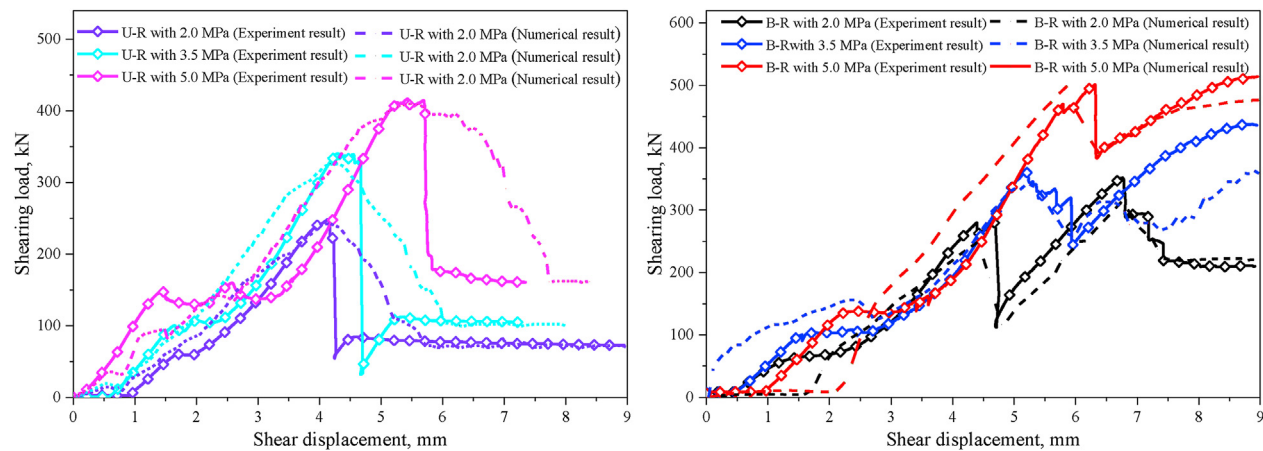 500
400
300
200
100
0
Shearing load, kN
U-R with 2.0 MPa (Experiment result)
U-R with 3.5 MPa (Experiment result)
U-R with 5.0 MPa (Experiment result)
U-R with 2.0 MPa (Numerical result)
U-R with 2.0 MPa (Numerical result)
U-R with 2.0 MPa (Numerical result)
0 1 2 3 4 5 6 7 8 9
Shear displacement, mm
600
500
400
300
200
100
0
Shearing load, kN
B-R with 2.0 MPa (Experiment result)
B-Rwith 3.5 MPa (Experiment result)
B-R with 5.0 MPa (Experiment result)
B-R with 2.0 MPa (Numerical result)
B-R with 3.5 MPa (Numerical result)
B-R with 5.0 MPa (Numerical result)
0 1 2 3 4 5 6 7 8 9
Shear displacement, mm